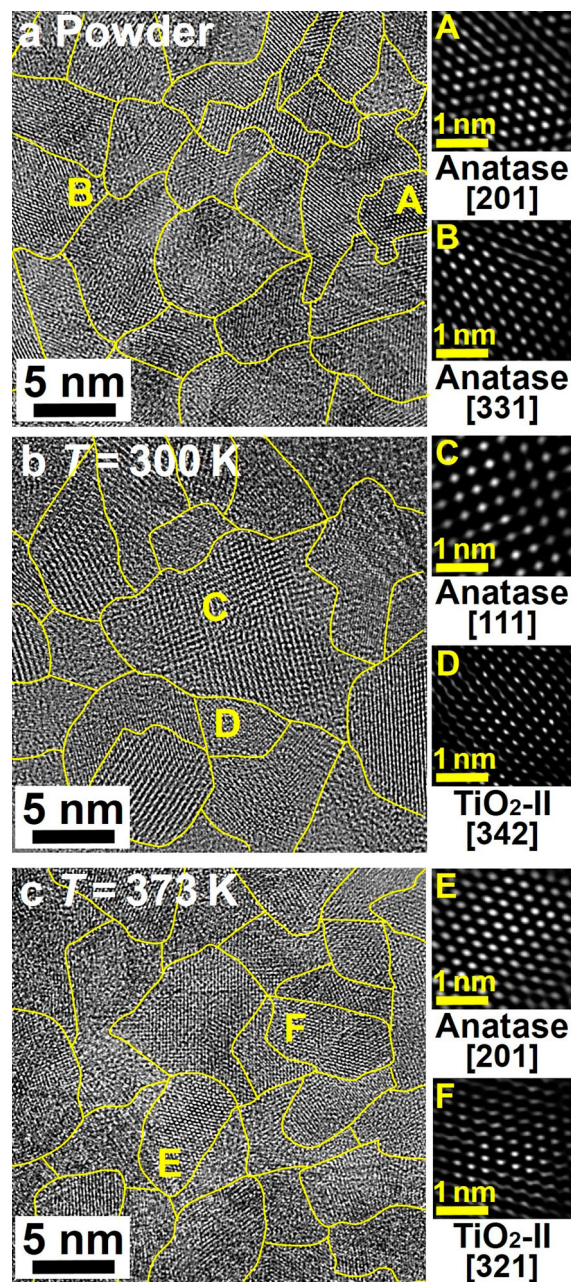 a Powder
B
A
5 nm
A
1 nm
Anatase
[201]
B
1 nm
Anatase
[331]
b T = 300 K
C
D
5 nm
C
1 nm
Anatase
[111]
D
1 nm
TiO₂-II
[342]
c T = 373 K
F
E
5 nm
E
1 nm
Anatase
[201]
F
1 nm
TiO₂-II
[321]